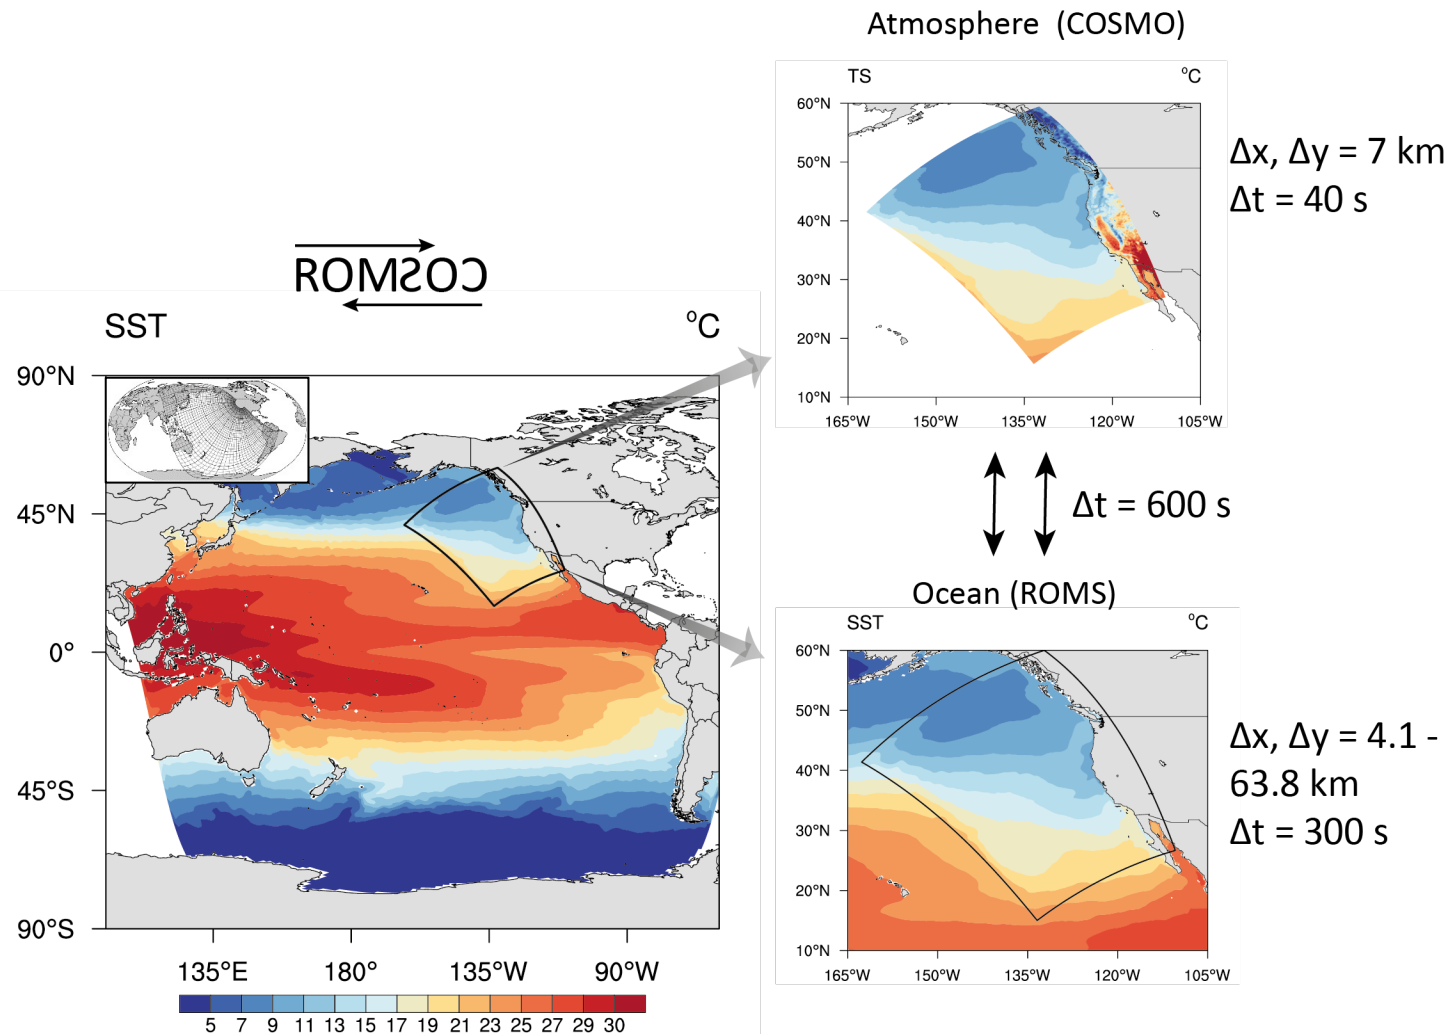 Atmosphere (COSMO)
TS °C
60°N
50°N
40°N
30°N
20°N
10°N
165°W 150°W 135°W 120°W 105°W
Δx, Δy = 7 km
Δt = 40 s
ROMSOC
SST °C
90°N
45°N
0°
45°S
90°S
135°E 180° 135°W 90°W
5 7 9 11 13 15 17 19 21 23 25 27 29 30
Δt = 600 s
Ocean (ROMS)
SST °C
60°N
50°N
40°N
30°N
20°N
10°N
165°W 150°W 135°W 120°W 105°W
Δx, Δy = 4.1 -
63.8 km
Δt = 300 s